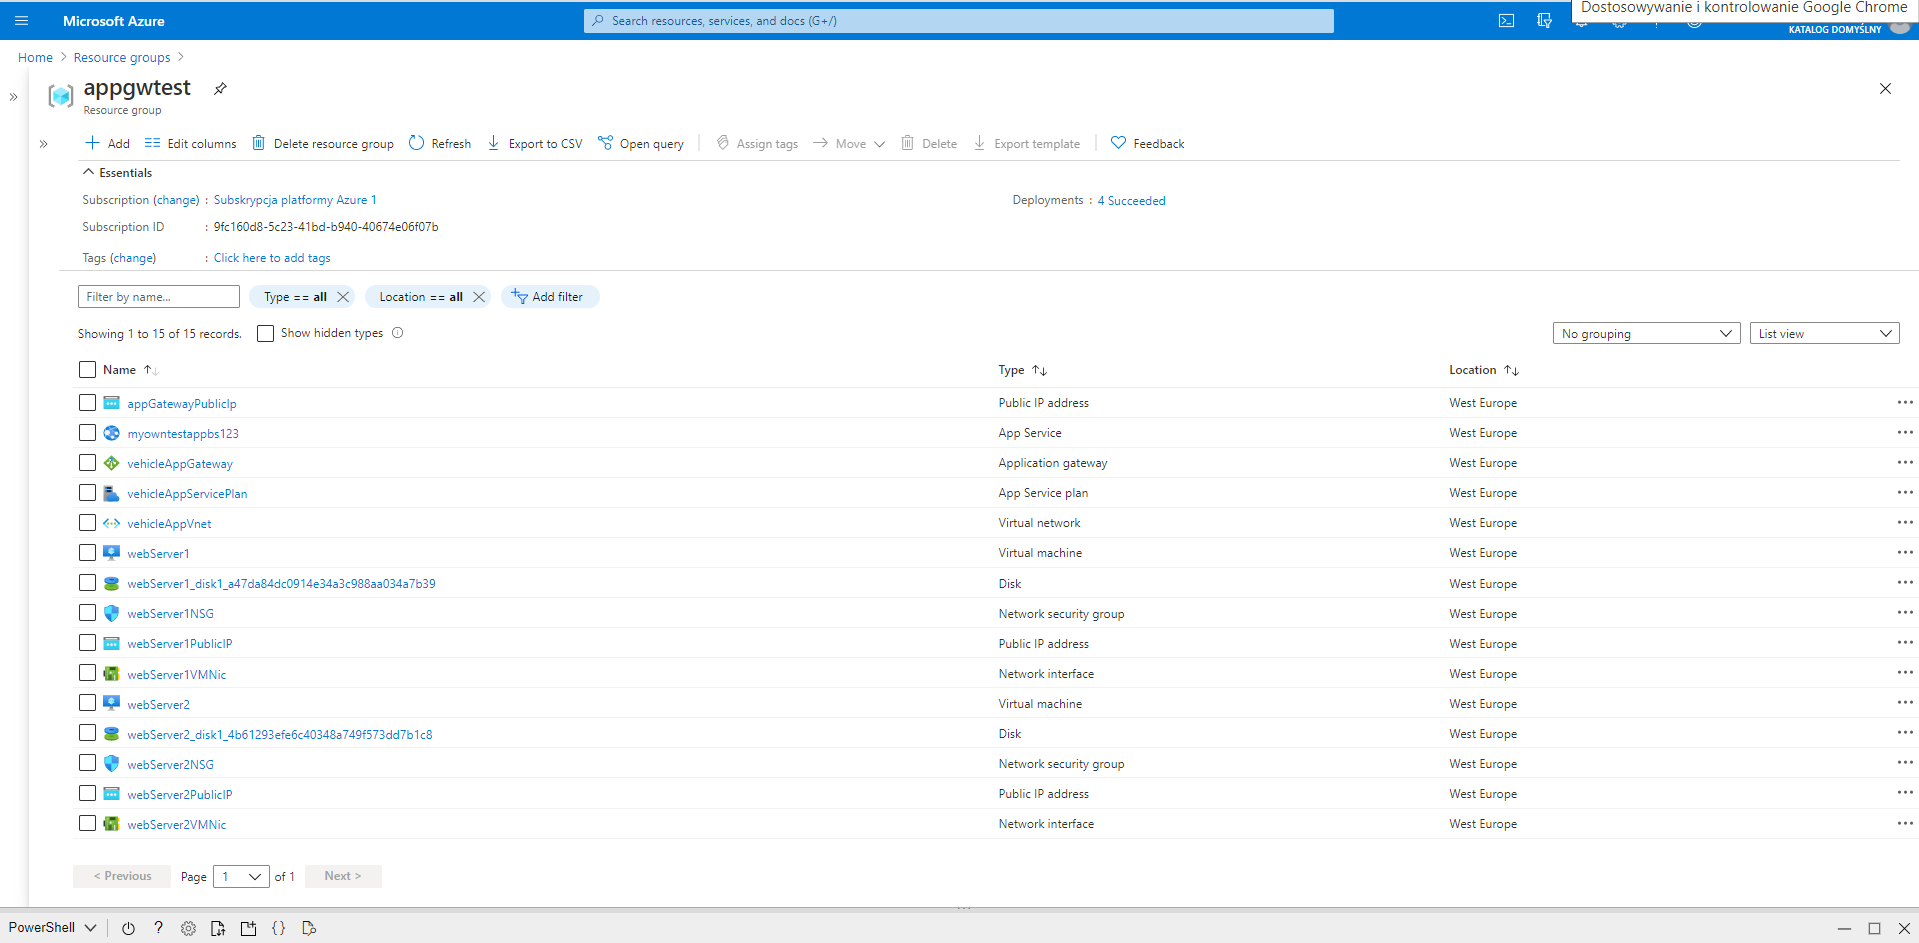 Microsoft Azure
Search resources, services, and docs (G+/)
Dostosowywanie i kontrolowanie Google Chrome
KATALOG DOMYŚLNY
Home > Resource groups >
appgwtest
Resource group
Add Edit columns Delete resource group Refresh Export to CSV Open query Assign tags Move Delete Export template Feedback
Essentials
Subscription (change) : Subskrypcja platformy Azure 1 Deployments : 4 Succeeded
Subscription ID : 9fc160d8-5c23-41bd-b940-40674e06f07b
Tags (change) : Click here to add tags
Filter by name... Type == all Location == all Add filter
Showing 1 to 15 of 15 records. Show hidden types No grouping List view
Name Type Location
appGatewayPublicIp Public IP address West Europe
myowntestappbs123 App Service West Europe
vehicleAppGateway Application gateway West Europe
vehicleAppServicePlan App Service plan West Europe
vehicleAppVnet Virtual network West Europe
webServer1 Virtual machine West Europe
webServer1_disk1_a47da84dc0914e34a3c988aa034a7b39 Disk West Europe
webServer1NSG Network security group West Europe
webServer1PublicIP Public IP address West Europe
webServer1VMNic Network interface West Europe
webServer2 Virtual machine West Europe
webServer2_disk1_4b61293efe6c40348a749f573dd7b1c8 Disk West Europe
webServer2NSG Network security group West Europe
webServer2PublicIP Public IP address West Europe
webServer2VMNic Network interface West Europe
< Previous Page 1 of 1 Next >
PowerShell